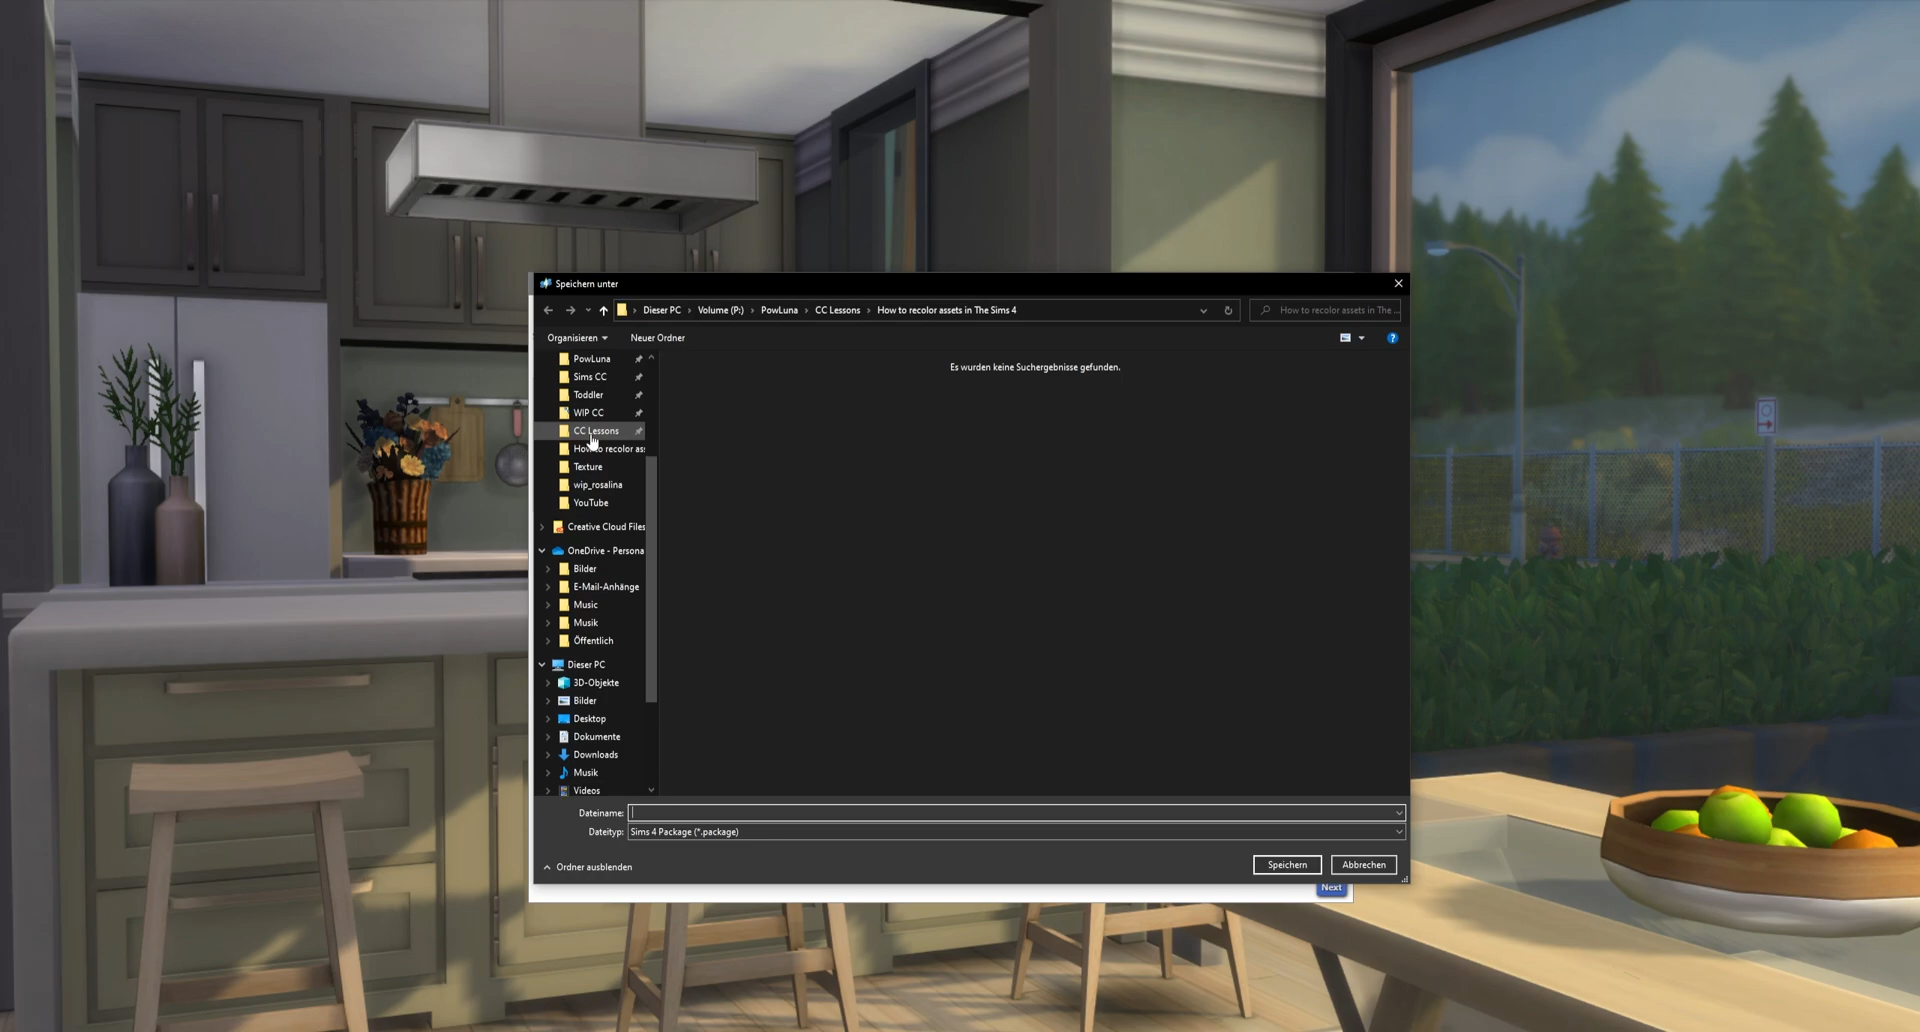 Speichern unter
Dieser PC › Volume (P:) › PowLuna › CC Lessons › How to recolor assets in The Sims 4
How to recolor assets in The ...
Organisieren
Neuer Ordner
PowLuna
Sims CC
Toddler
WIP CC
CC Lessons
How to recolor as
Texture
wip_rosalina
YouTube
Creative Cloud Files
OneDrive - Persona
Bilder
E-Mail-Anhänge
Music
Musik
Öffentlich
Dieser PC
3D-Objekte
Bilder
Desktop
Dokumente
Downloads
Musik
Videos
Es wurden keine Suchergebnisse gefunden.
Dateiname:
Dateityp: Sims 4 Package (*.package)
Ordner ausblenden
Speichern
Abbrechen
Next